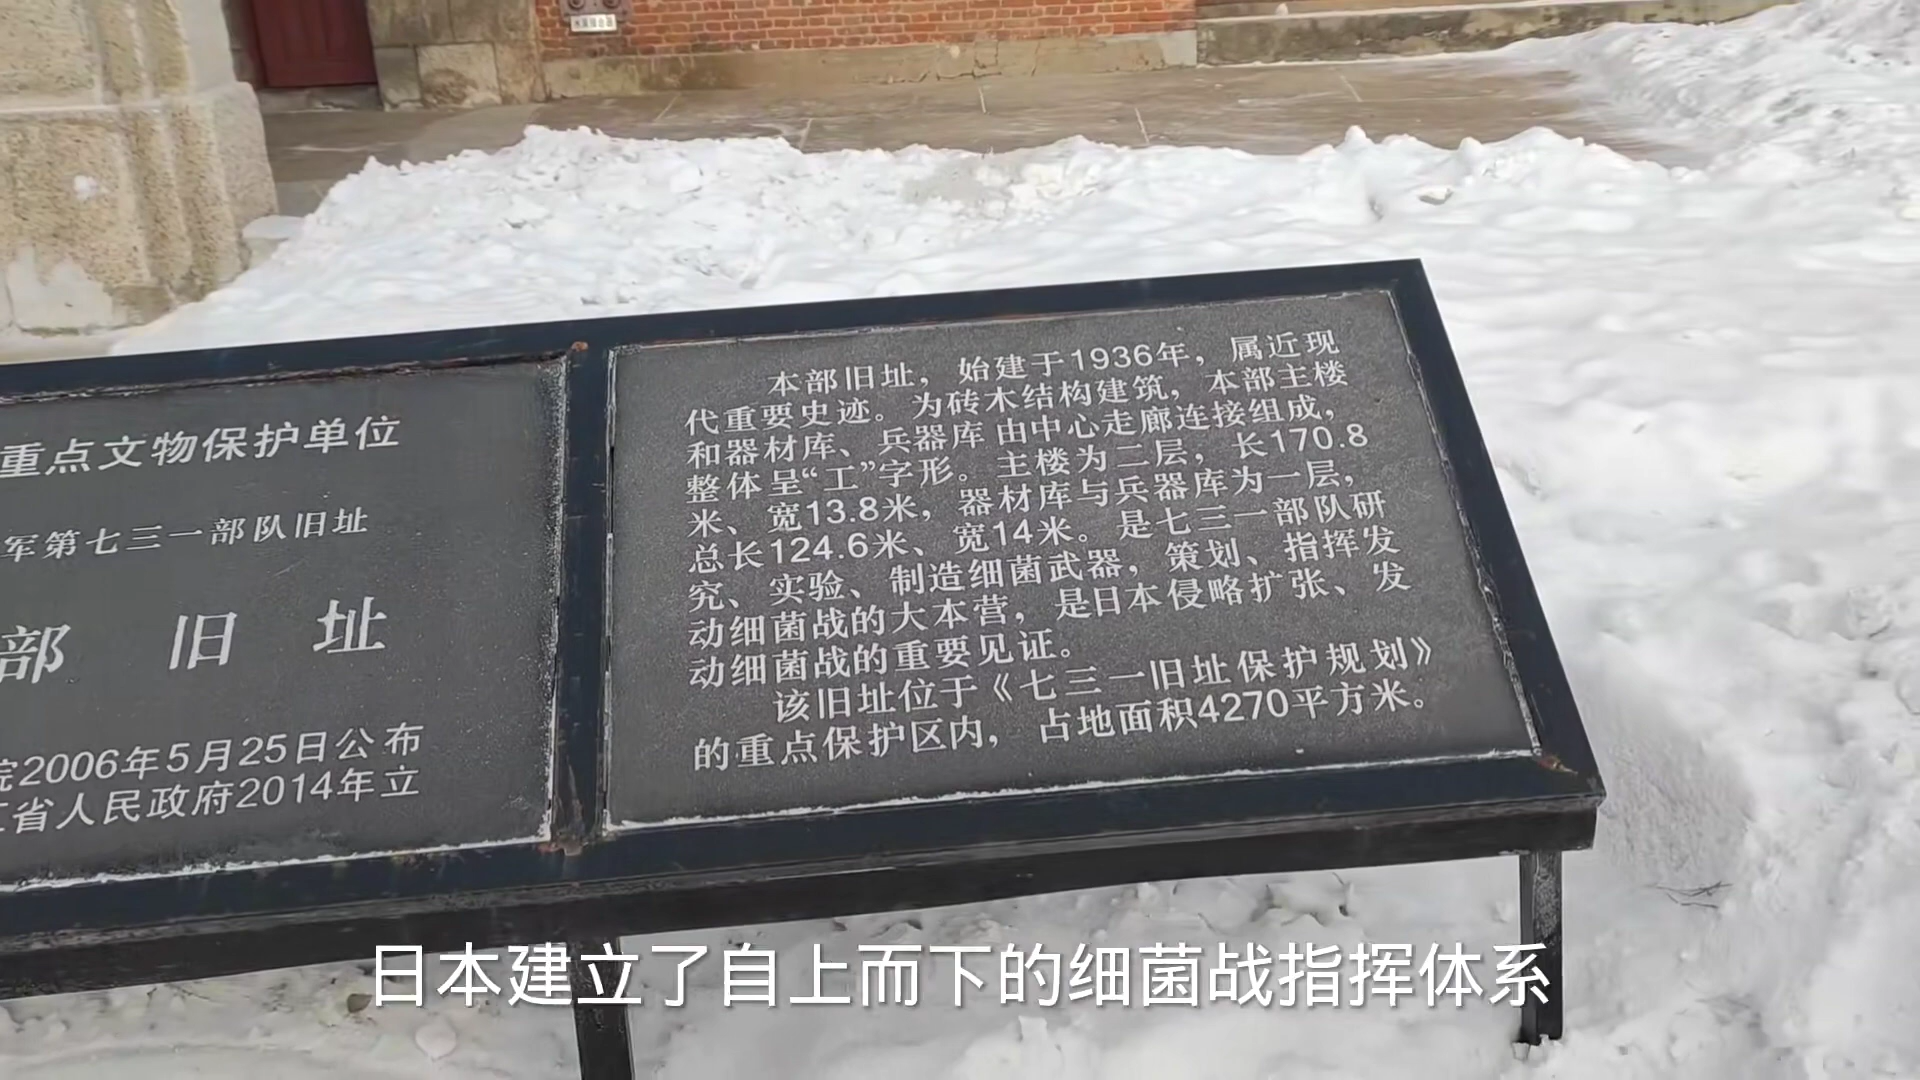 重点文物保护单位
军第七三一部队旧址
部 旧 址
院2006年5月25日公布
江省人民政府2014年立
本部旧址，始建于1936年，属近现
代重要史迹。为砖木结构建筑，本部主楼
和器材库、兵器库由中心走廊连接组成，
整体呈“工”字形。主楼为二层，长170.8
米、宽13.8米，器材库与兵器库为一层，
总长124.6米、宽14米。是七三一部队研
究、实验、制造细菌武器，策划、指挥发
动细菌战的大本营，是日本侵略扩张、发
动细菌战的重要见证。
该旧址位于《七三一旧址保护规划》
的重点保护区内，占地面积4270平方米。
日本建立了自上而下的细菌战指挥体系